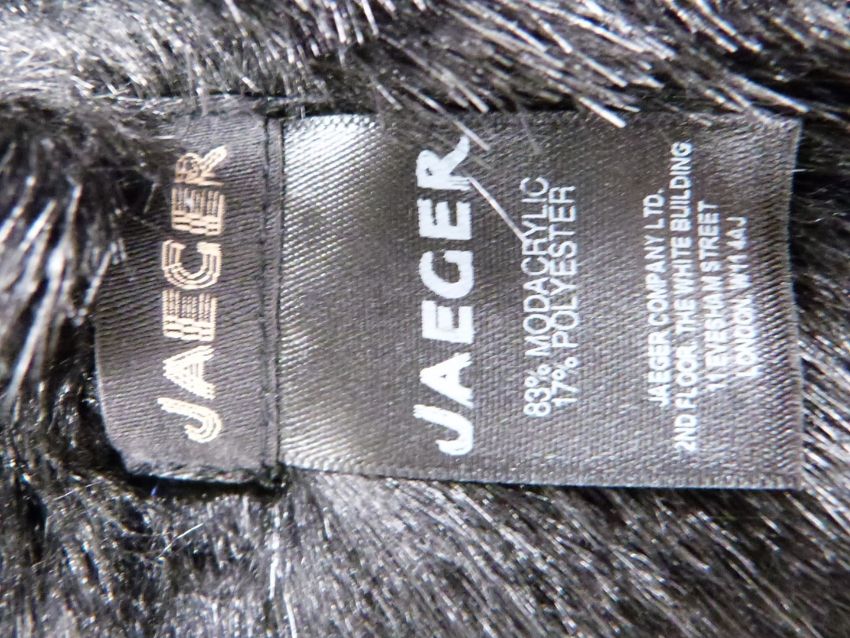 JAEGER
JAEGER
83% MODACRYLIC
17% POLYESTER
JAEGER COMPANY LTD.
2ND FLOOR. THE WHITE BUILDING
11 EVESHAM STREET
LONDON. W11 4AJ